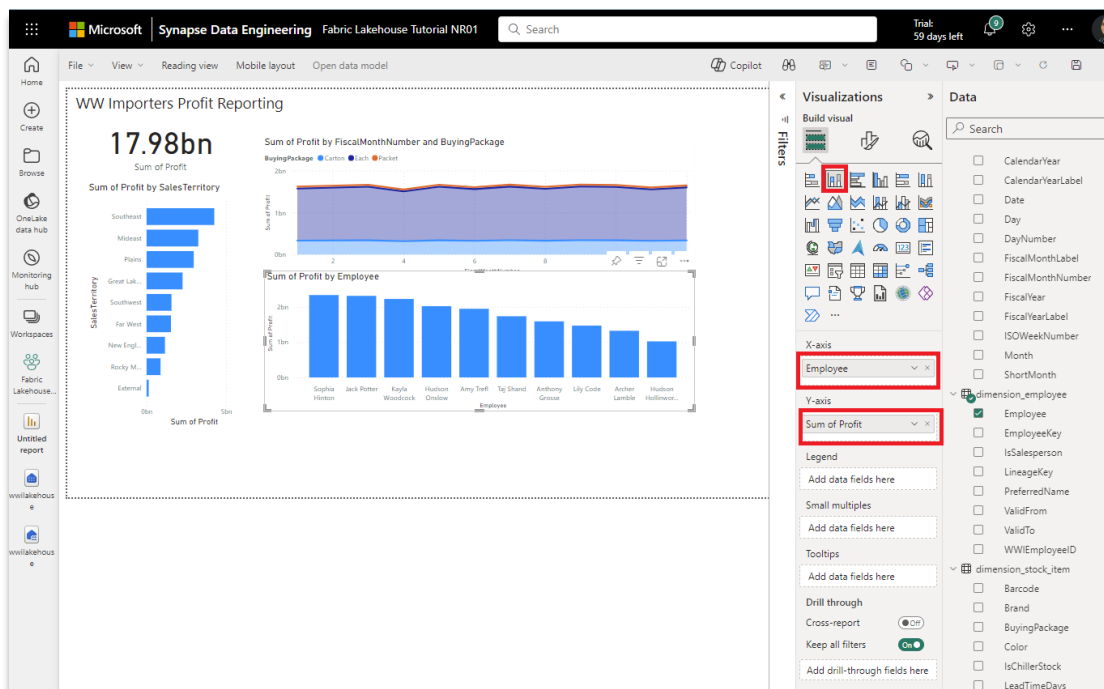 Microsoft Synapse Data Engineering Fabric Lakehouse Tutorial NR01 Search
Trial:
59 days left
9
Home
Create
Browse
OneLake
data hub
Monitoring
hub
Workspaces
Fabric
Lakehouse...
Untitled
report
wwilakehous
e
wwilakehous
e
File View Reading view Mobile layout Open data model Copilot
WW Importers Profit Reporting
17.98bn
Sum of Profit
Sum of Profit by SalesTerritory
SalesTerritory
Southeast
Mideast
Plains
Great Lak...
Southwest
Far West
New Engl...
Rocky M...
External
0bn 5bn
Sum of Profit
Sum of Profit by FiscalMonthNumber and BuyingPackage
BuyingPackage Carton Each Packet
Sum of Profit
2bn
1bn
0bn
2 4 6 8
Sum of Profit by Employee
Sum of Profit
2bn
1bn
0bn
Sophia Hinton
Jack Potter
Kayla Woodcock
Hudson Onslow
Amy Trefl
Taj Shand
Anthony Grosse
Lily Code
Archer Lamble
Hudson Hollinwor...
Employee
Filters
Visualizations
Build visual
123
X-axis
Employee
Y-axis
Sum of Profit
Legend
Add data fields here
Small multiples
Add data fields here
Tooltips
Add data fields here
Drill through
Cross-report Off
Keep all filters On
Add drill-through fields here
Data
Search
CalendarYear
CalendarYearLabel
Date
Day
DayNumber
FiscalMonthLabel
FiscalMonthNumber
FiscalYear
FiscalYearLabel
ISOWeekNumber
Month
ShortMonth
dimension_employee
Employee
EmployeeKey
IsSalesperson
LineageKey
PreferredName
ValidFrom
ValidTo
WWIEmployeeID
dimension_stock_item
Barcode
Brand
BuyingPackage
Color
IsChillerStock
LeadTimeDays